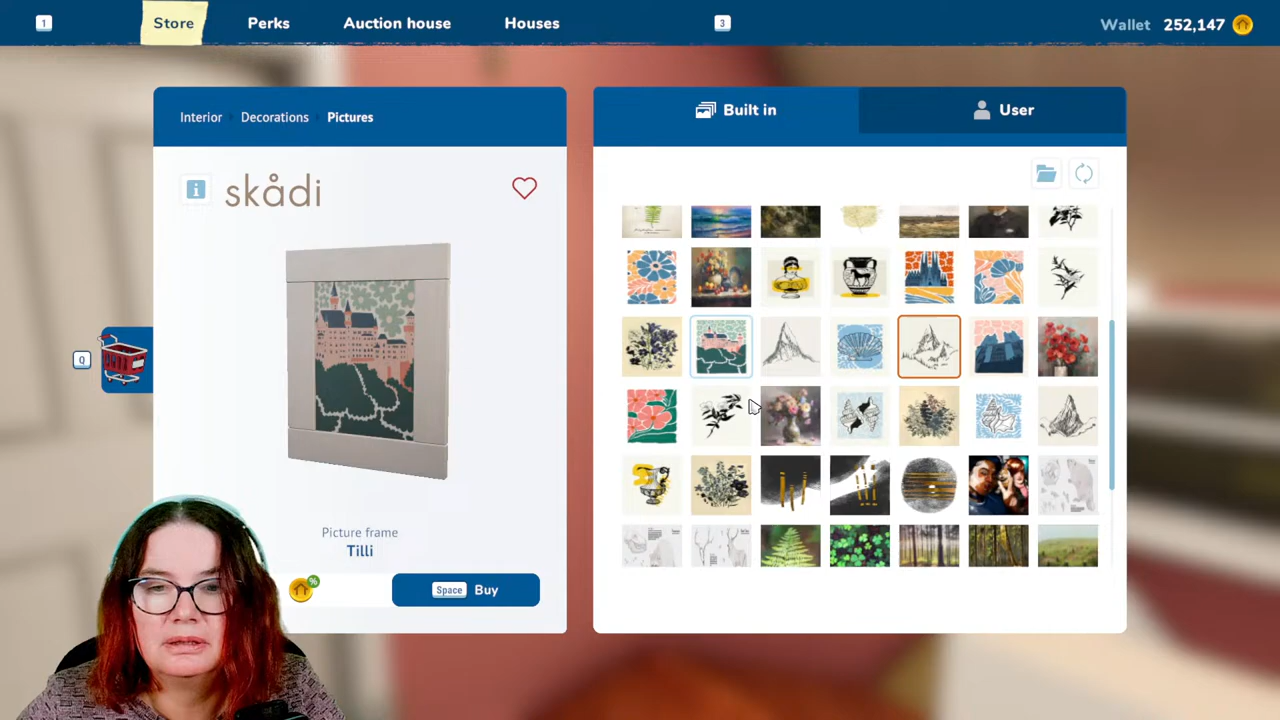 1 Store Perks Auction house Houses 3 Wallet 252,147
Interior Decorations Pictures
Built in User
i skådi
Q
Picture frame
Tilli
% Space Buy